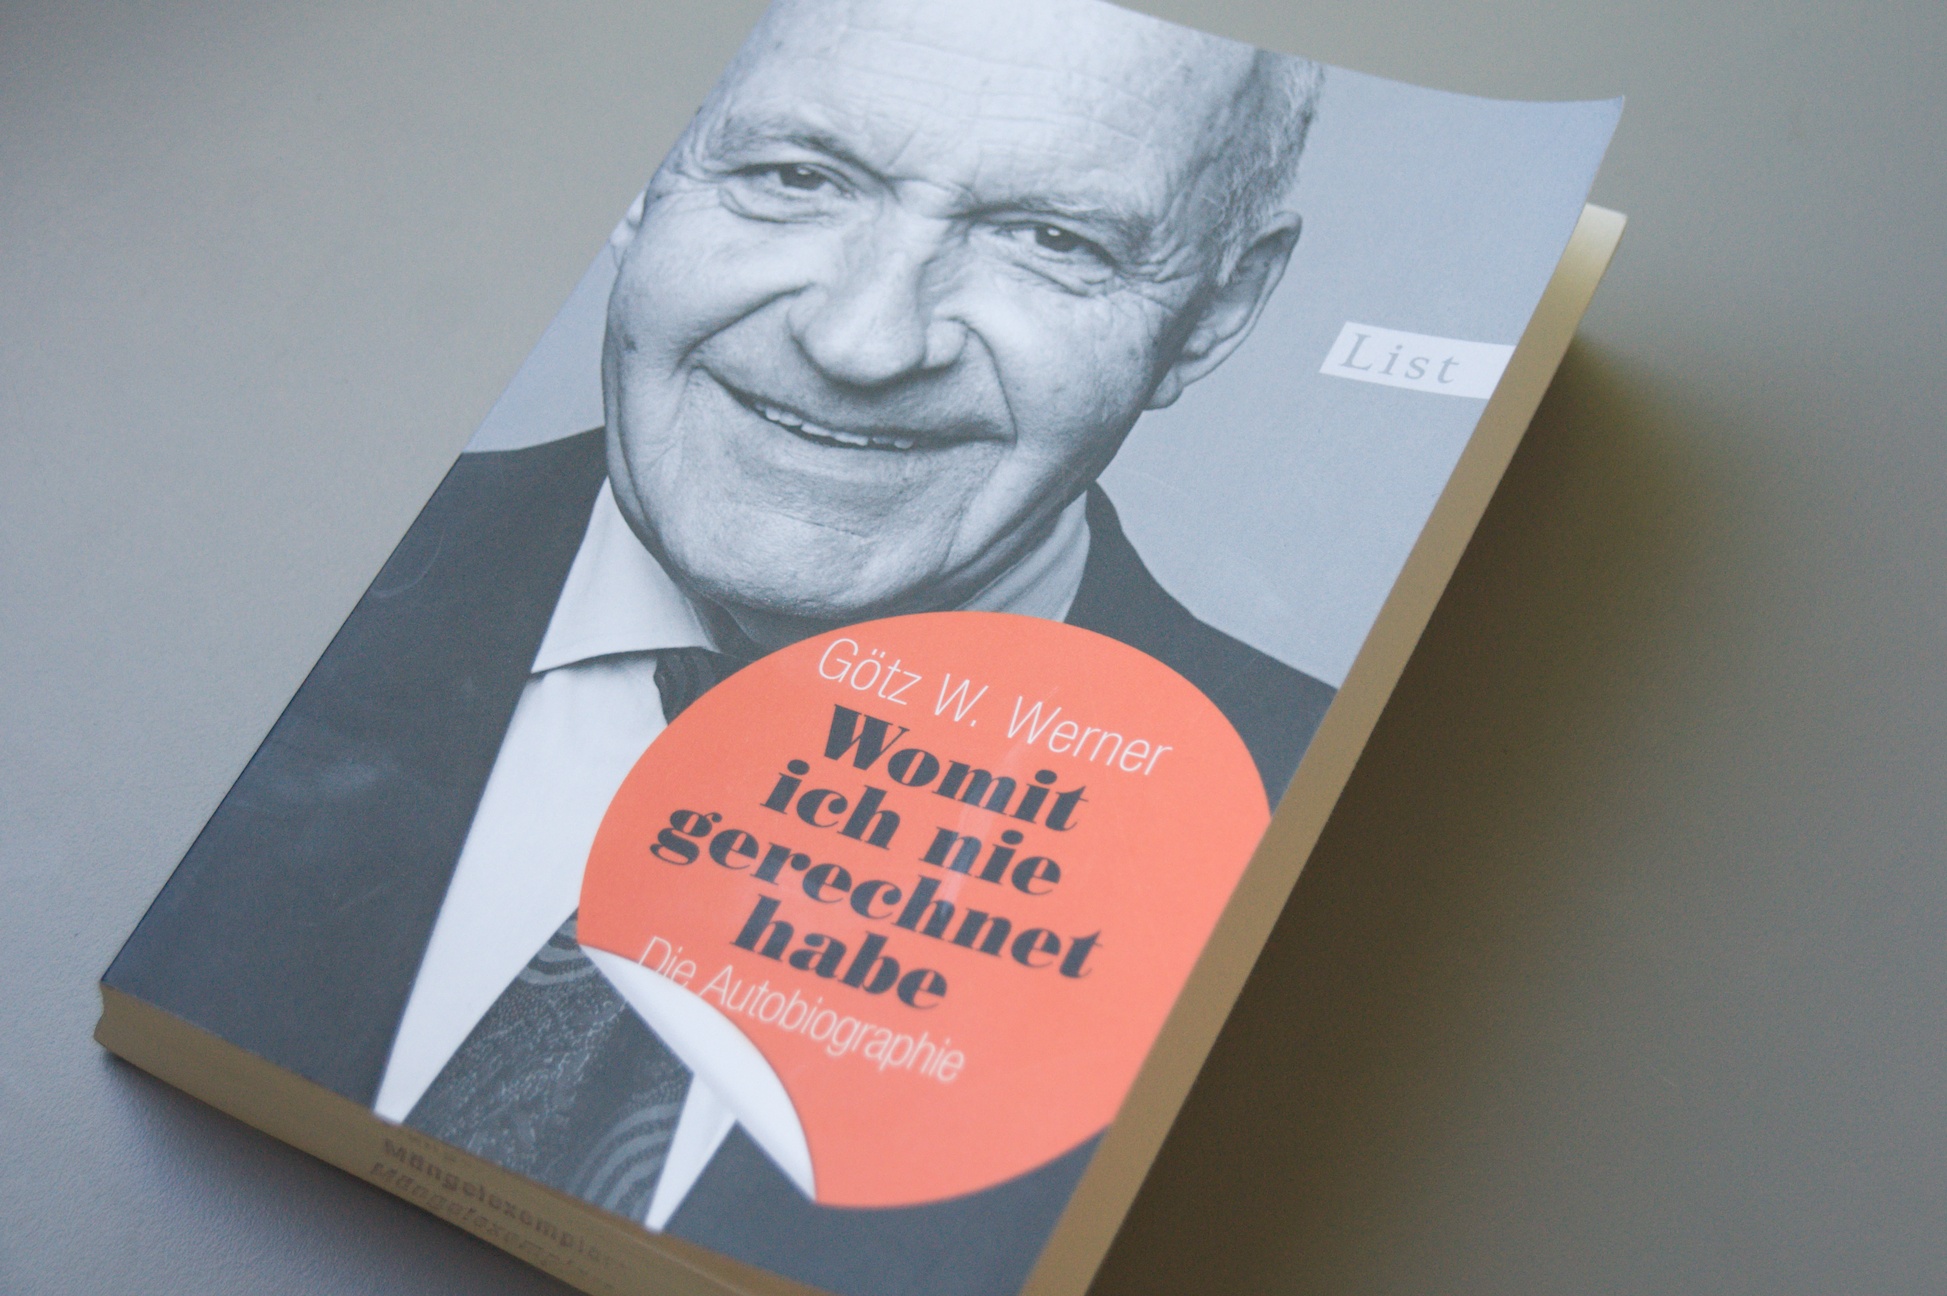 List
Götz W. Werner
Womit
ich nie
gerechnet
habe
Die Autobiographie
Mängelexemplar
Mängelexemplar